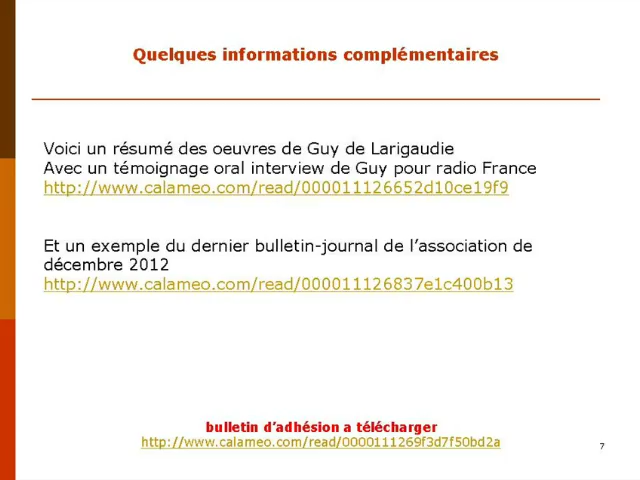 Quelques informations complémentaires
Voici un résumé des oeuvres de Guy de Larigaudie
Avec un témoignage oral interview de Guy pour radio France
http://www.calameo.com/read/000011126652d10ce19f9
Et un exemple du dernier bulletin-journal de l’association de
décembre 2012
http://www.calameo.com/read/000011126837e1c400b13
bulletin d’adhésion a télécharger
http://www.calameo.com/read/0000111269f3d7f50bd2a
7